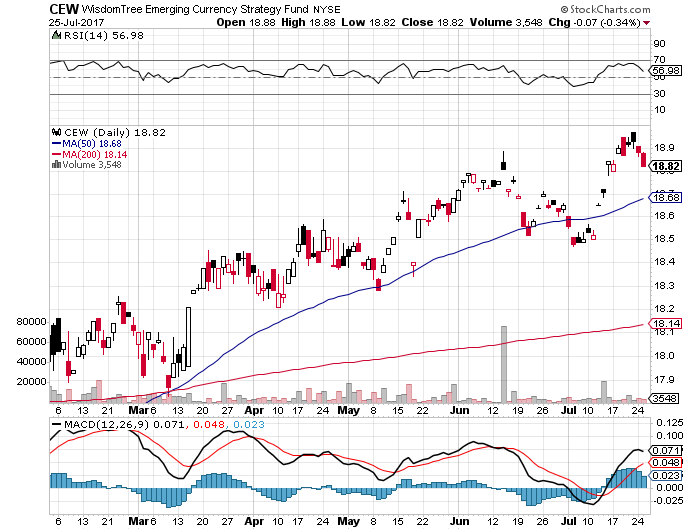 CEW WisdomTree Emerging Currency Strategy Fund NYSE © StockCharts.com
25-Jul-2017 Open 18.88 High 18.88 Low 18.82 Close 18.82 Volume 3,548 Chg -0.07 (-0.34%)
RSI(14) 56.98
90
70
56.98
50
30
10
CEW (Daily) 18.82
MA(50) 18.68
MA(200) 18.14
Volume 3,548
18.9
18.82
18.68
18.6
18.5
18.4
18.3
18.2
18.14
18.0
17.9
80000
60000
40000
20000
3548
6 13 21 Mar 6 13 20 27 Apr 10 17 24 May 8 15 22 Jun 12 19 26 Jul 10 17 24
MACD(12,26,9) 0.071, 0.048, 0.023
0.125
0.100
0.071
0.048
0.023
0.000
-0.025
6 13 21 Mar 6 13 20 27 Apr 10 17 24 May 8 15 22 Jun 12 19 26 Jul 10 17 24